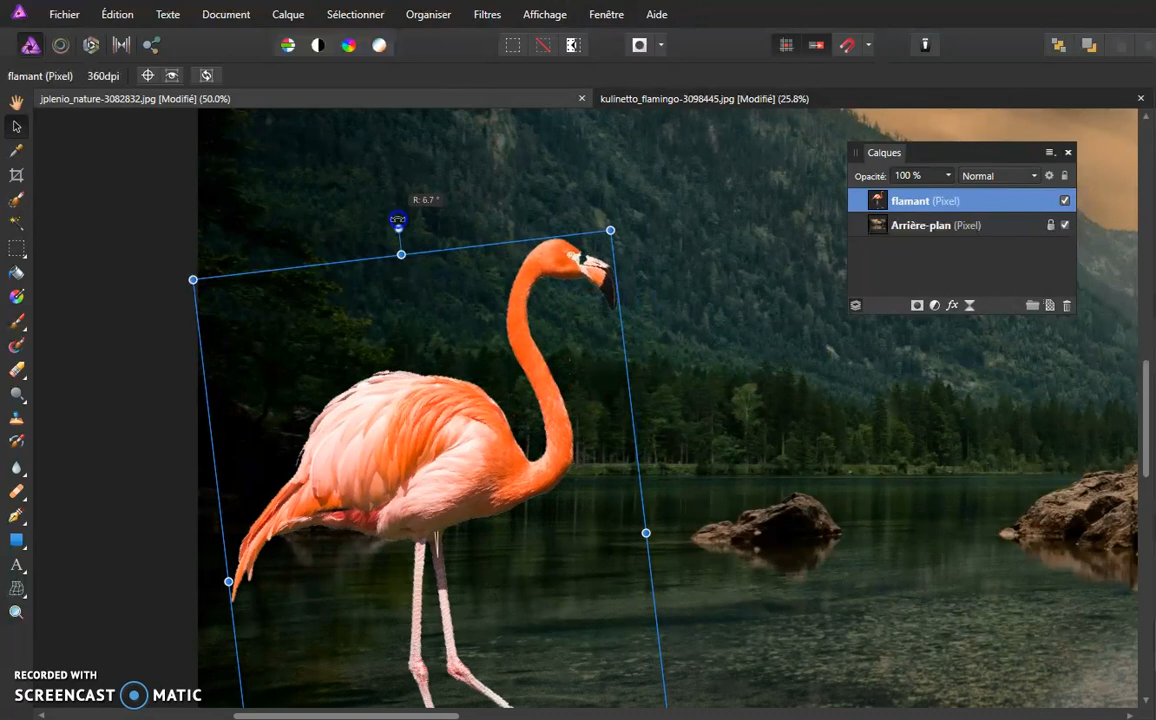 Fichier Édition Texte Document Calque Sélectionner Organiser Filtres Affichage Fenêtre Aide
flamant (Pixel) 360dpi
jplenio_nature-3082832.jpg [Modifié] (50.0%) kulinetto_flamingo-3098445.jpg [Modifié] (25.8%)
Calques
Opacité: 100 % Normal
flamant (Pixel)
Arrière-plan (Pixel)
fx
R: 6.7 °
A
RECORDED WITH
SCREENCAST MATIC